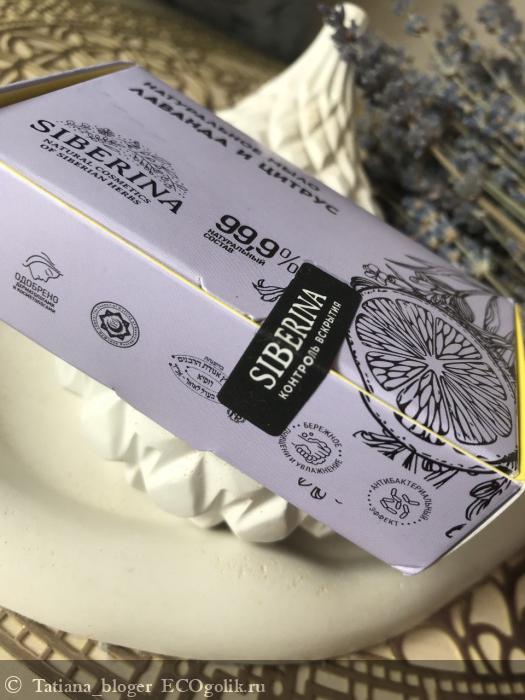 НАТУРАЛЬНОЕ МЫЛО
ЛАВАНДА И ЦИТРУС
SIBERINA
NATURAL COSMETICS
OF SIBERIAN HERBS
99,9%
НАТУРАЛЬНЫЙ
СОСТАВ
SIBERINA
КОНТРОЛЬ ВСКРЫТИЯ
ОДОБРЕНО
БЕРЕЖНОЕ
И УВЛАЖНЕНИЕ
АНТИБАКТЕРИАЛЬНЫЙ
ЭФФЕКТ
© Tatiana_bloger ECOgolik.ru